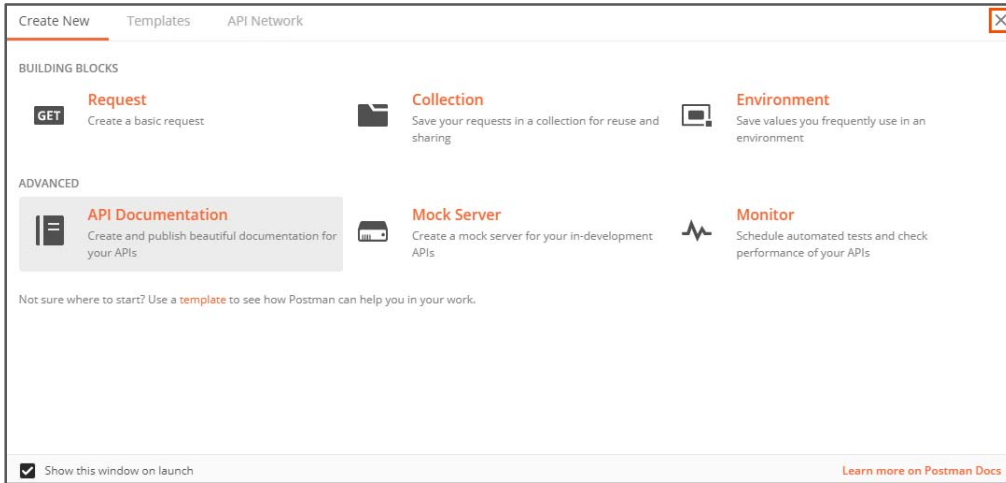 Create New Templates API Network
BUILDING BLOCKS
GET
Request
Create a basic request
Collection
Save your requests in a collection for reuse and
sharing
Environment
Save values you frequently use in an
environment
ADVANCED
API Documentation
Create and publish beautiful documentation for
your APIs
Mock Server
Create a mock server for your in-development
APIs
Monitor
Schedule automated tests and check
performance of your APIs
Not sure where to start? Use a template to see how Postman can help you in your work.
Show this window on launch
Learn more on Postman Docs